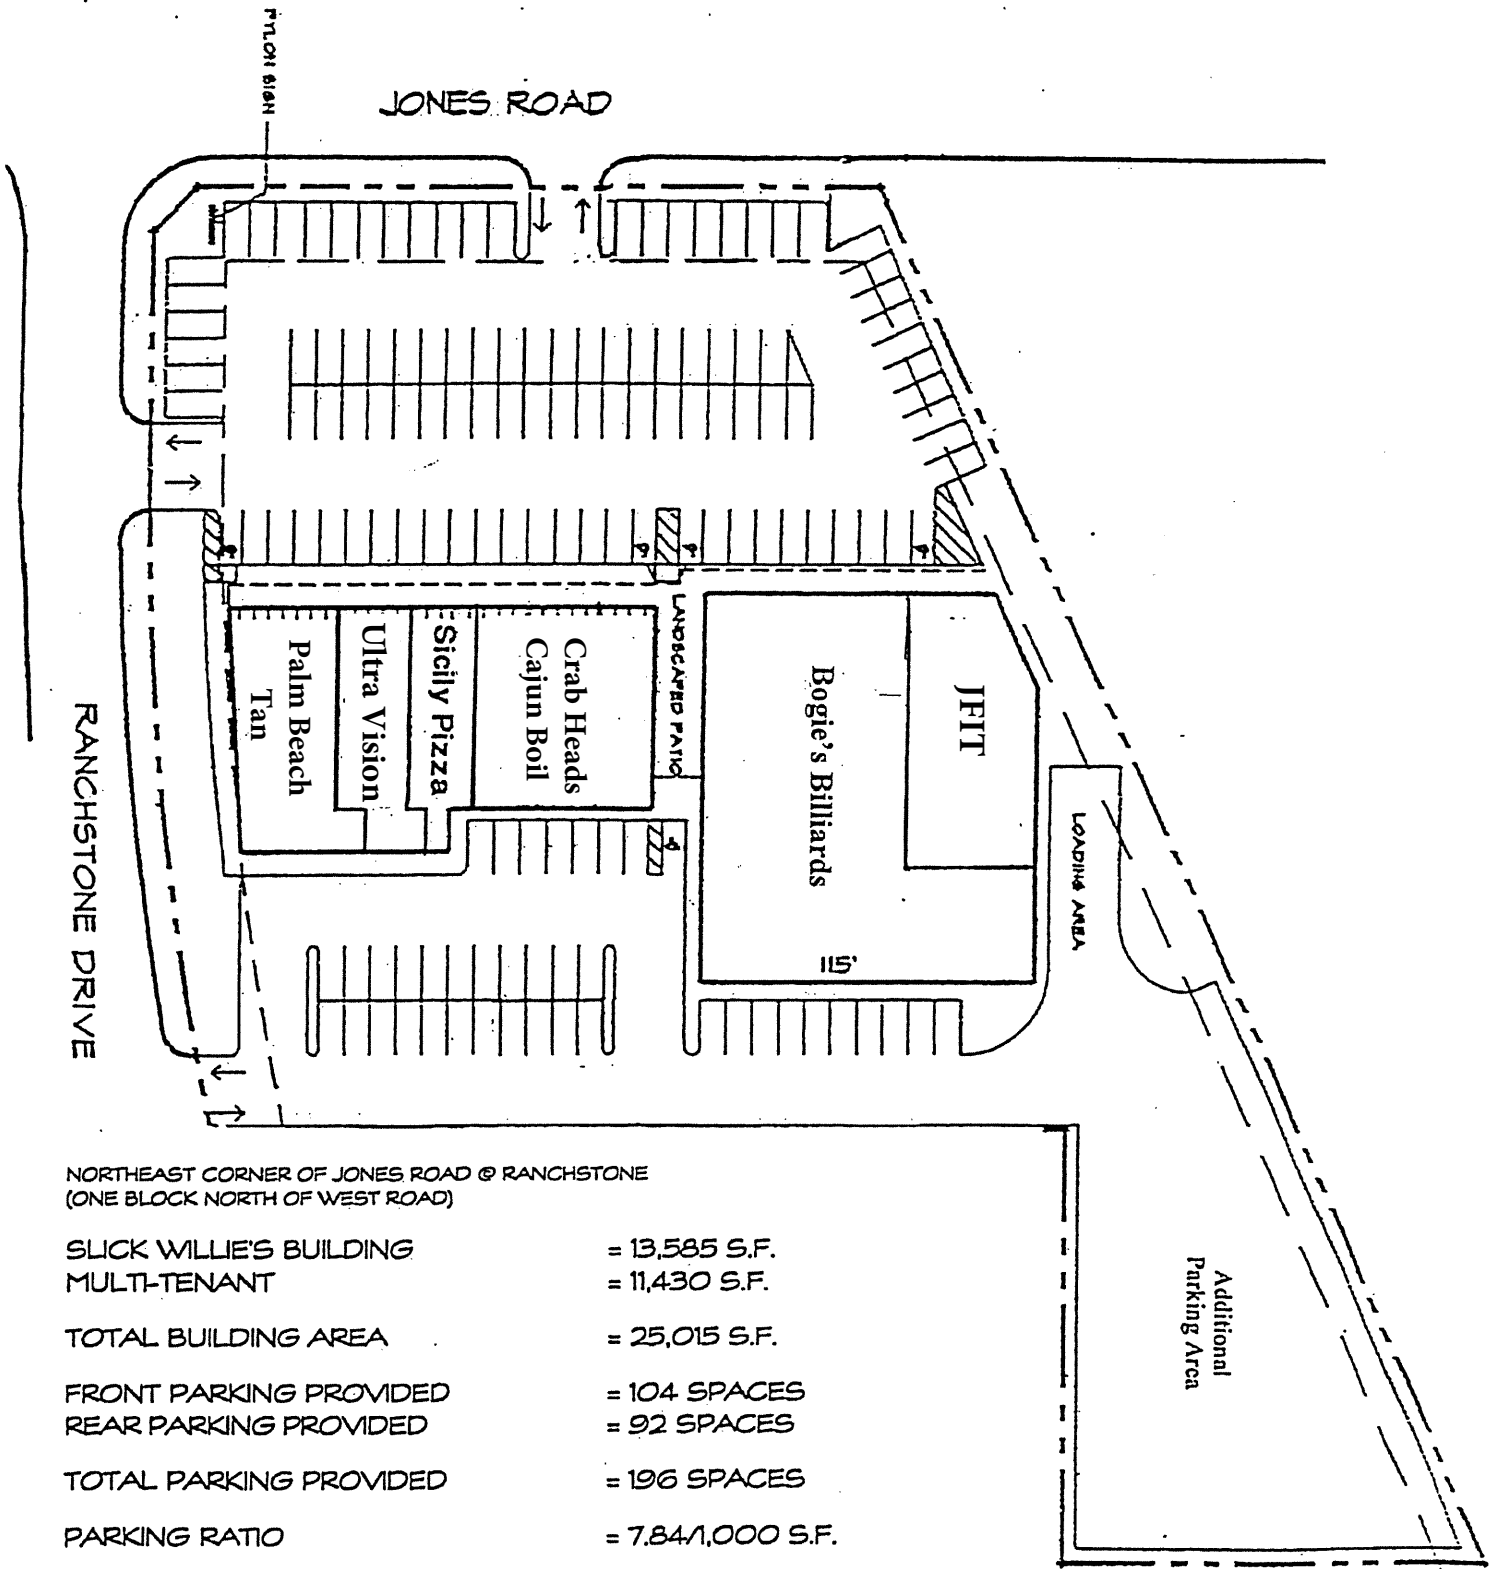 PYLON SIGN
JONES ROAD
LANDSCAPED PATIO
Palm Beach
Tan
Ultra Vision
Sicily Pizza
Crab Heads
Cajun Boil
Bogie's Billiards
JFIT
LOADING AREA
115'
RANCHSTONE DRIVE
Additional
Parking Area
NORTHEAST CORNER OF JONES ROAD @ RANCHSTONE
(ONE BLOCK NORTH OF WEST ROAD)
SLICK WILLIE'S BUILDING = 13,585 S.F.
MULTI-TENANT = 11,430 S.F.
TOTAL BUILDING AREA = 25,015 S.F.
FRONT PARKING PROVIDED = 104 SPACES
REAR PARKING PROVIDED = 92 SPACES
TOTAL PARKING PROVIDED = 196 SPACES
PARKING RATIO = 7.84/1,000 S.F.